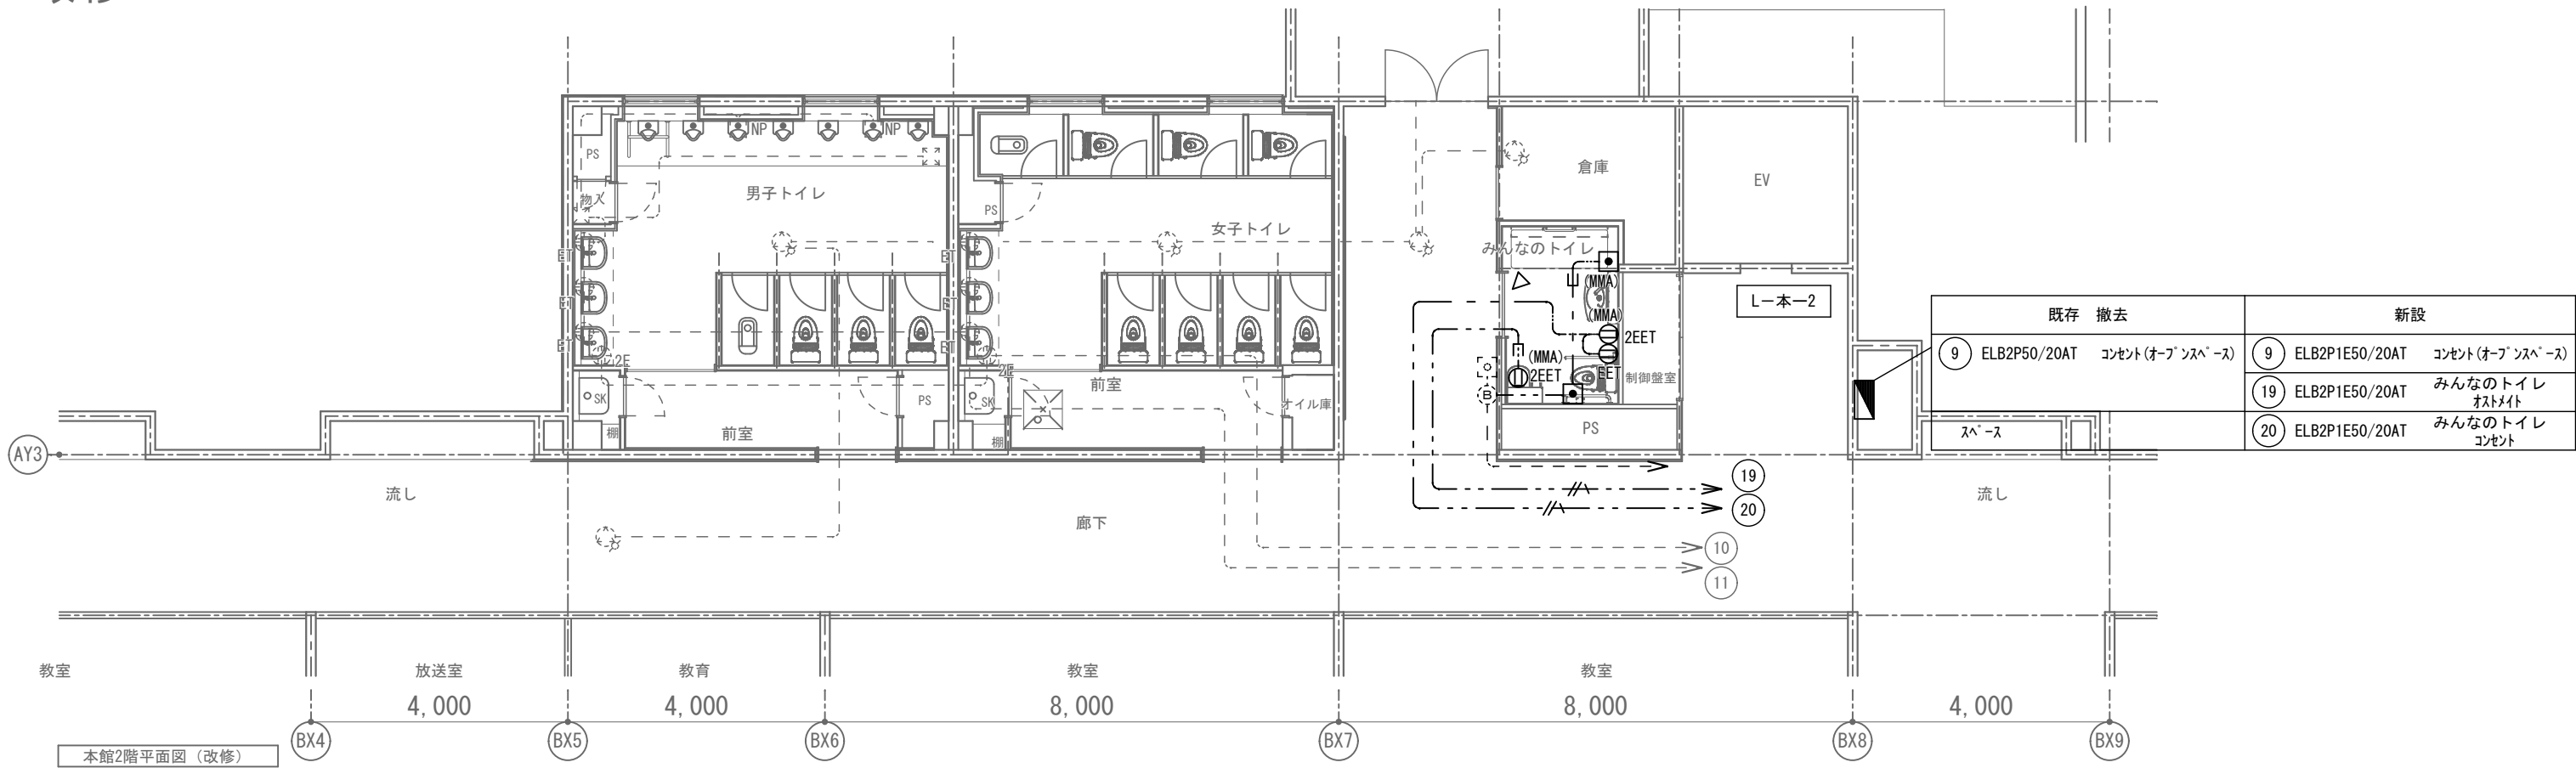 PS
NP
NP
物入
男子トイレ
PS
女子トイレ
倉庫
EV
みんなのトイレ
ET
ET
ET
ET
ET
ET
(MMA)
(MMA)
(MMA)
2EET
2EET
EET
制御盤室
L-本-2
B
PS
2E
2E
SK
SK
棚
棚
PS
前室
前室
オイル庫
既存 撤去
新設
9 ELB2P50/20AT コンセント(オープンスペース)
9 ELB2P1E50/20AT コンセント(オープンスペース)
19 ELB2P1E50/20AT みんなのトイレ
オストメイト
スペース
20 ELB2P1E50/20AT みんなのトイレ
コンセント
AY3
流し
廊下
流し
19
20
10
11
教室
放送室
教育
教室
教室
4,000
4,000
8,000
8,000
4,000
BX4
BX5
BX6
BX7
BX8
BX9
本館2階平面図(改修)